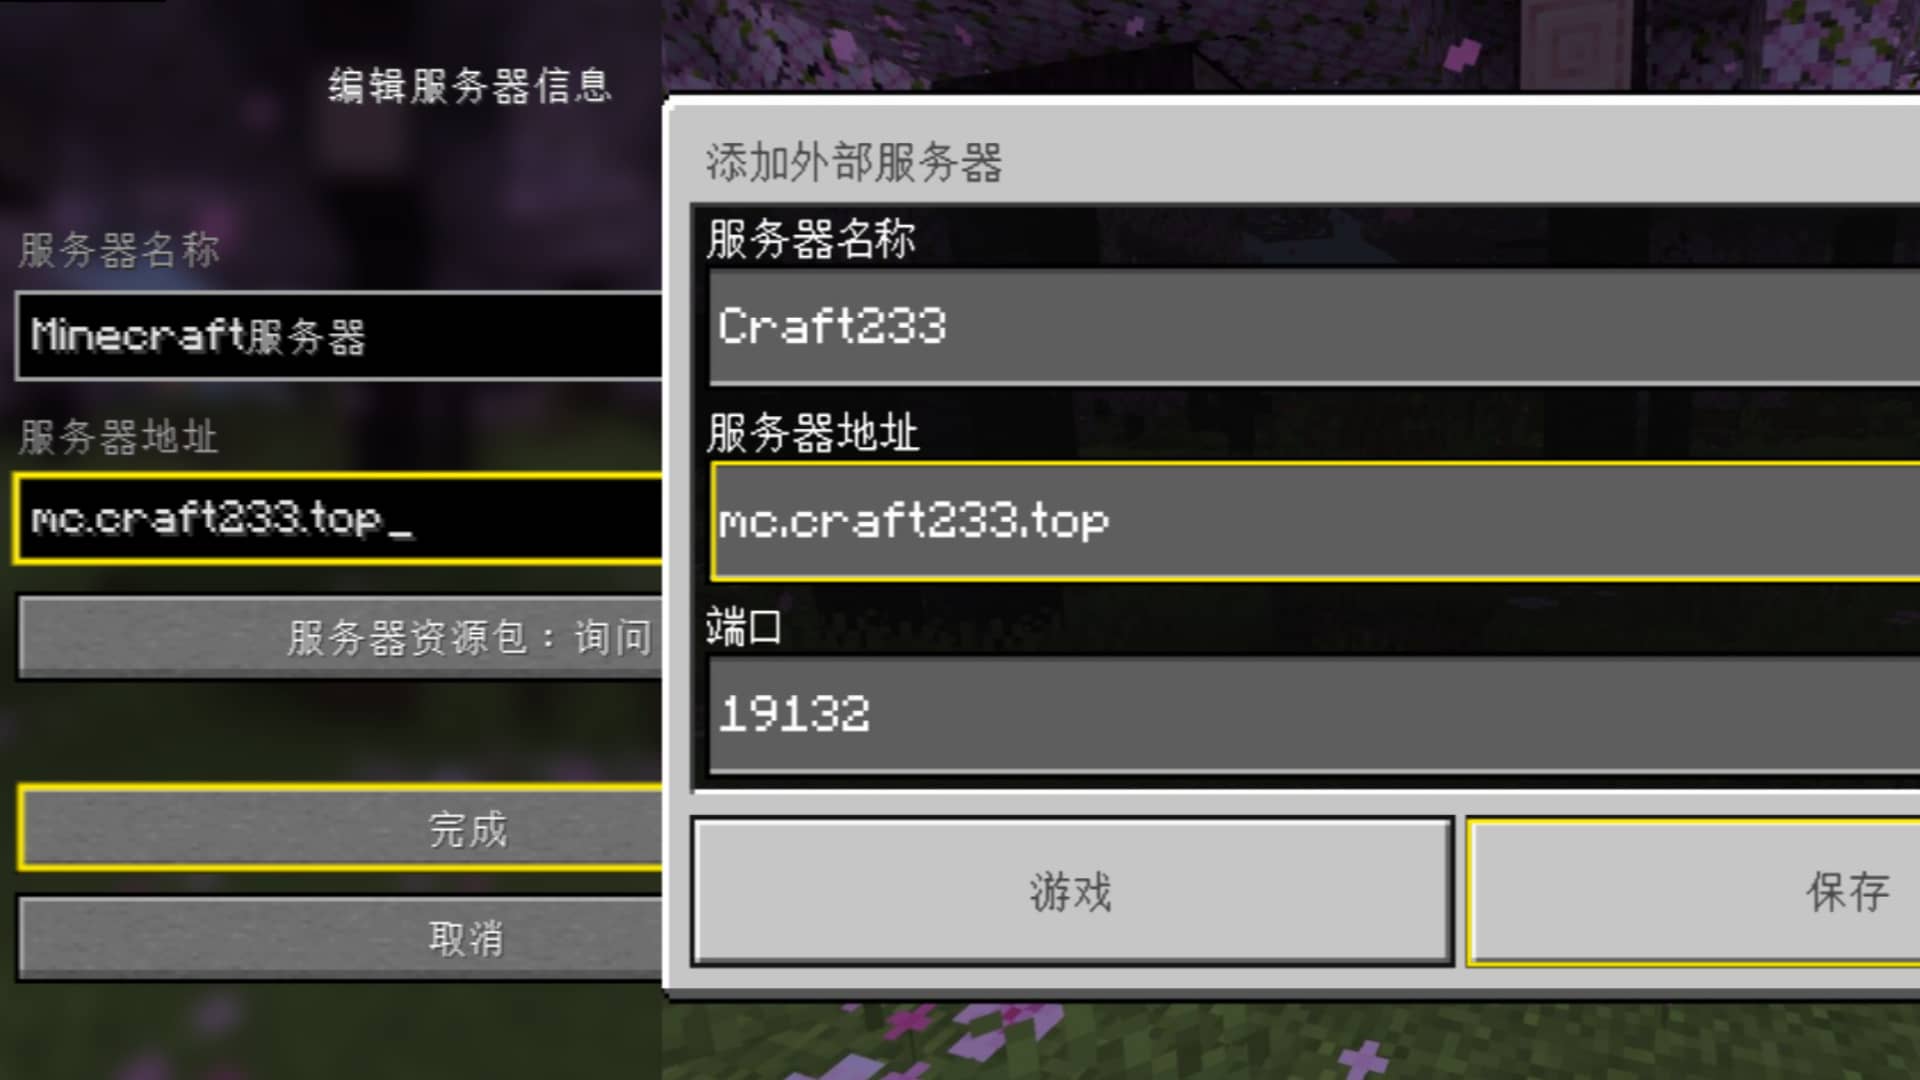 编辑服务器信息
服务器名称
Minecraft服务器
服务器地址
mc.craft233.top_
服务器资源包：询问
完成
取消
添加外部服务器
服务器名称
Craft233
服务器地址
mc.craft233.top
端口
19132
游戏
保存